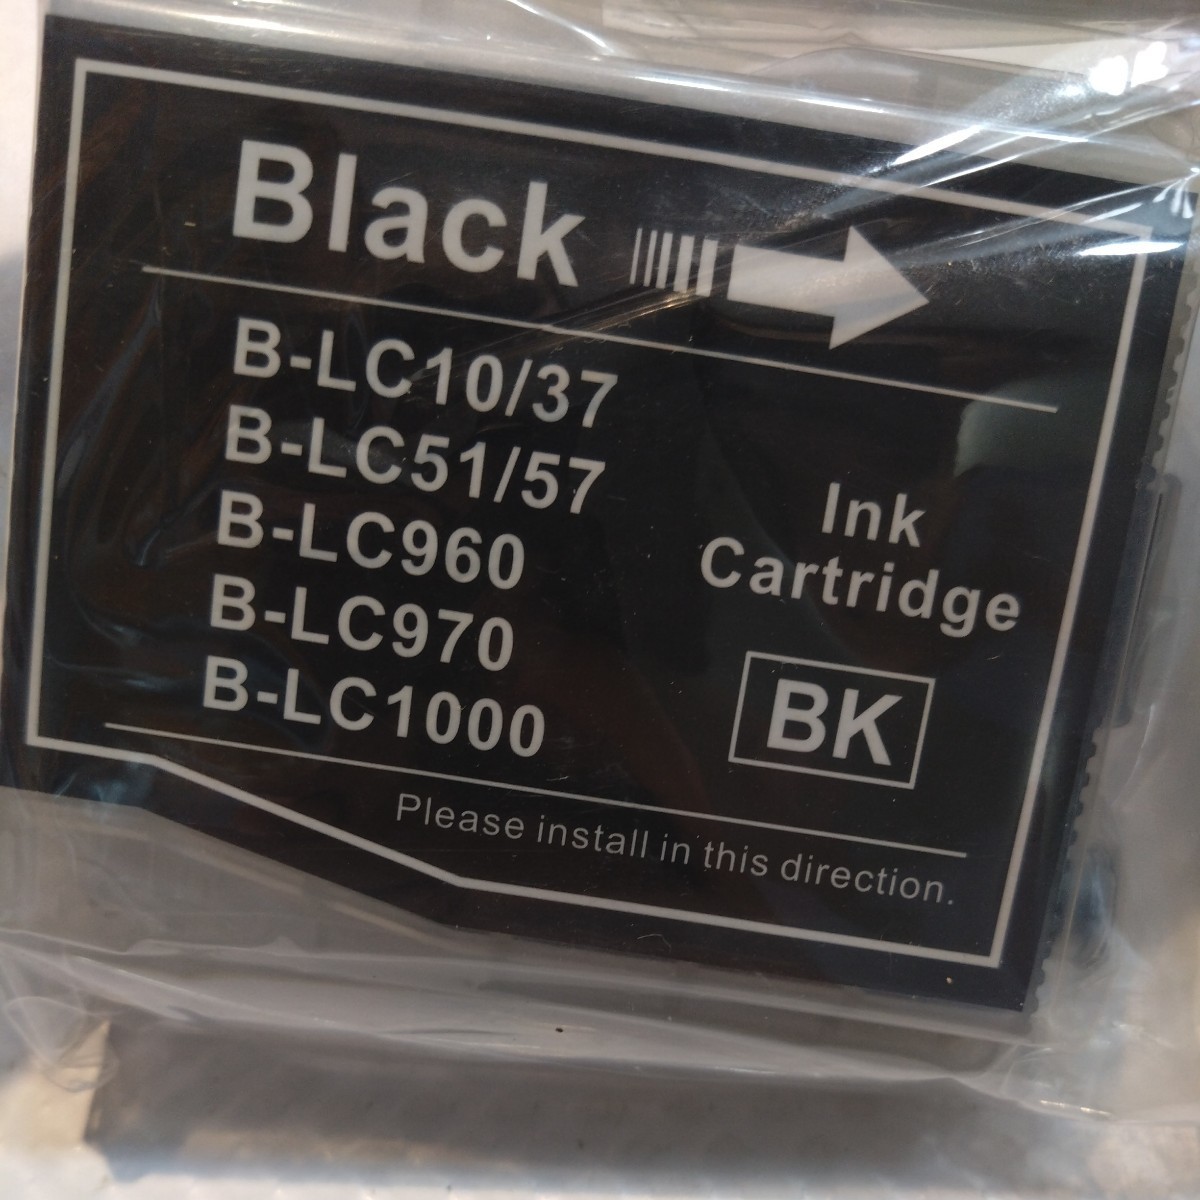 Black
B-LC10/37
B-LC51/57
B-LC960
B-LC970
B-LC1000
Ink
Cartridge
BK
Please install in this direction.